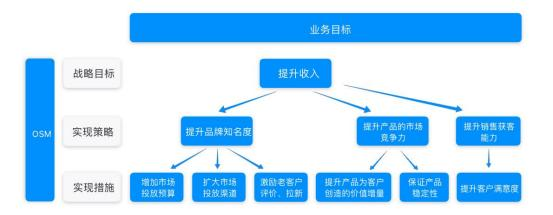 业务目标
战略目标
提升收入
OSM
实现策略
提升品牌知名度
提升产品的市场
竞争力
提升销售获客
能力
实现措施
增加市场
投放预算
扩大市场
投放渠道
激励老客户
评价、拉新
提升产品为客户
创造的价值增量
保证产品
稳定性
提升客户满意度